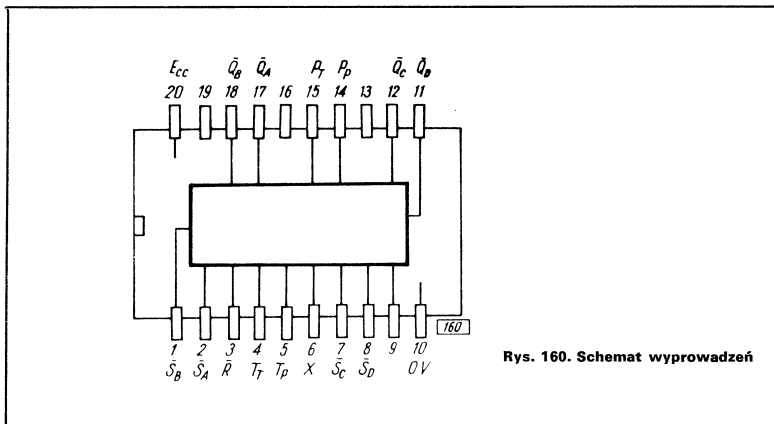 E_CC Q̄_B Q̄_A P_T P_P Q̄_C Q̄_D
20 19 18 17 16 15 14 13 12 11
160
1 2 3 4 5 6 7 8 9 10
S̄_B S̄_A R̄ T_T T_P X S̄_C S̄_D 0V
Rys. 160. Schemat wyprowadzeń